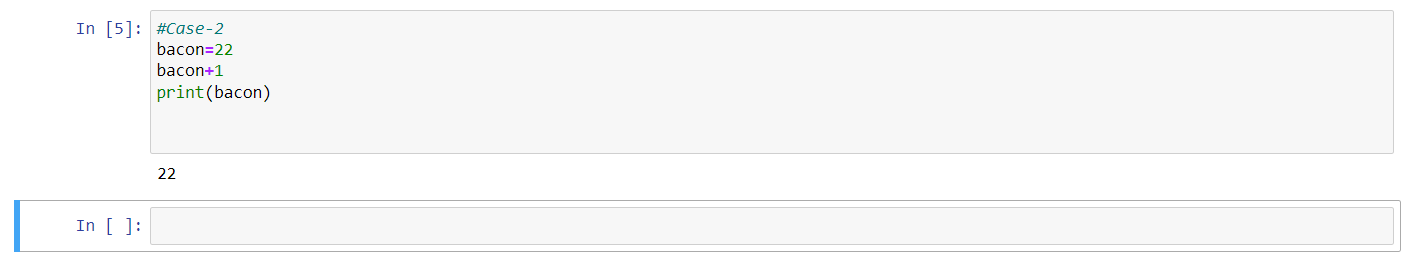 In [5]: #Case-2
bacon=22
bacon+1
print(bacon)
22
In [ ]: